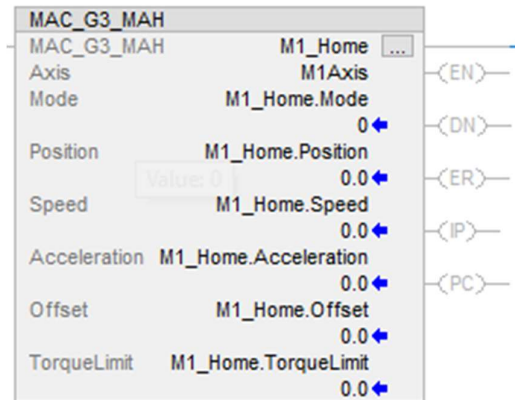 MAC_G3_MAH
MAC_G3_MAH M1_Home ...
Axis M1Axis (EN)
Mode M1_Home.Mode
0 (DN)
Position M1_Home.Position
Value: 0 0.0 (ER)
Speed M1_Home.Speed
0.0 (IP)
Acceleration M1_Home.Acceleration
0.0 (PC)
Offset M1_Home.Offset
0.0
TorqueLimit M1_Home.TorqueLimit
0.0